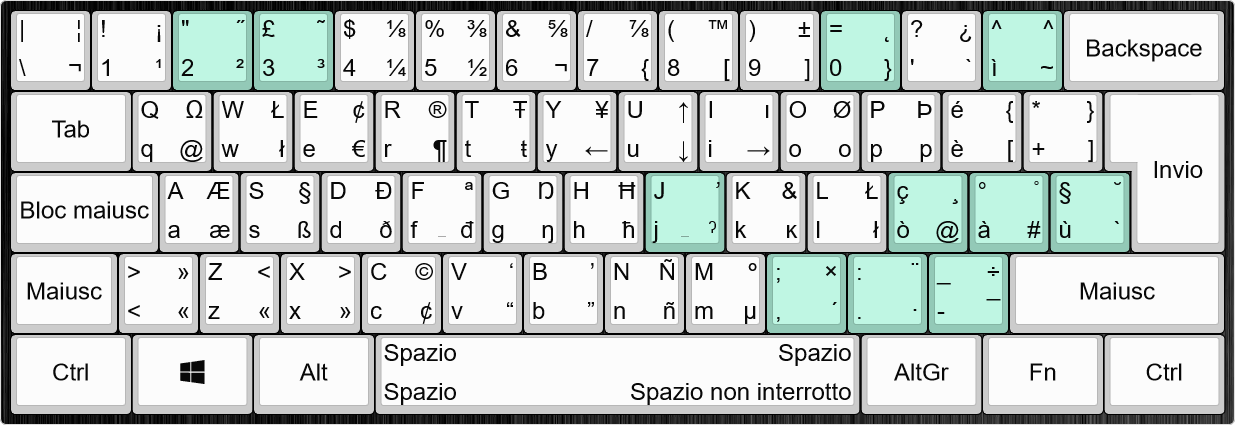 | ¦ ! ¡ " ˝ £ ˜ $ ⅛ % ⅜ & ⅝ / ⅞ ( ™ ) ± = ˛ ? ¿ ^ ^ Backspace
\ ¬ 1 ¹ 2 ² 3 ³ 4 ¼ 5 ½ 6 ¬ 7 { 8 [ 9 ] 0 } ' ` ì ~
Tab Q Ω W Ł E ¢ R ® T Ŧ Y ¥ U ↑ I ı O Ø P Þ é { * }
q @ w ł e € r ¶ t ŧ y ← u ↓ i → o o p p è [ + ]
Invio
Bloc maiusc A Æ S § D Đ F ª G Ŋ H Ħ J ’ K & L Ł ç ¸ ° ° § ˘
a æ s ß d ð f _ đ g ŋ h ħ j _ ˀ k ĸ l ł ò @ à # ù `
Maiusc > » Z < X > C © V ‘ B ’ N Ñ M º ; × : ¨ _ ÷ Maiusc
< « z « x » c ¢ v “ b ” n ñ m µ , ´ . · - –
Ctrl Alt Spazio Spazio AltGr Fn Ctrl
Spazio Spazio non interrotto